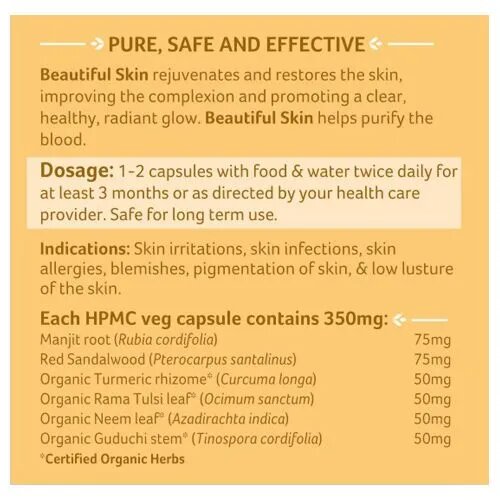 PURE, SAFE AND EFFECTIVE
Beautiful Skin rejuvenates and restores the skin,
improving the complexion and promoting a clear,
healthy, radiant glow. Beautiful Skin helps purify the
blood.
Dosage: 1-2 capsules with food & water twice daily for
at least 3 months or as directed by your health care
provider. Safe for long term use.
Indications: Skin irritations, skin infections, skin
allergies, blemishes, pigmentation of skin, & low lusture
of the skin.
Each HPMC veg capsule contains 350mg:
Manjit root (Rubia cordifolia) 75mg
Red Sandalwood (Pterocarpus santalinus) 75mg
Organic Turmeric rhizome* (Curcuma longa) 50mg
Organic Rama Tulsi leaf* (Ocimum sanctum) 50mg
Organic Neem leaf* (Azadirachta indica) 50mg
Organic Guduchi stem* (Tinospora cordifolia) 50mg
*Certified Organic Herbs